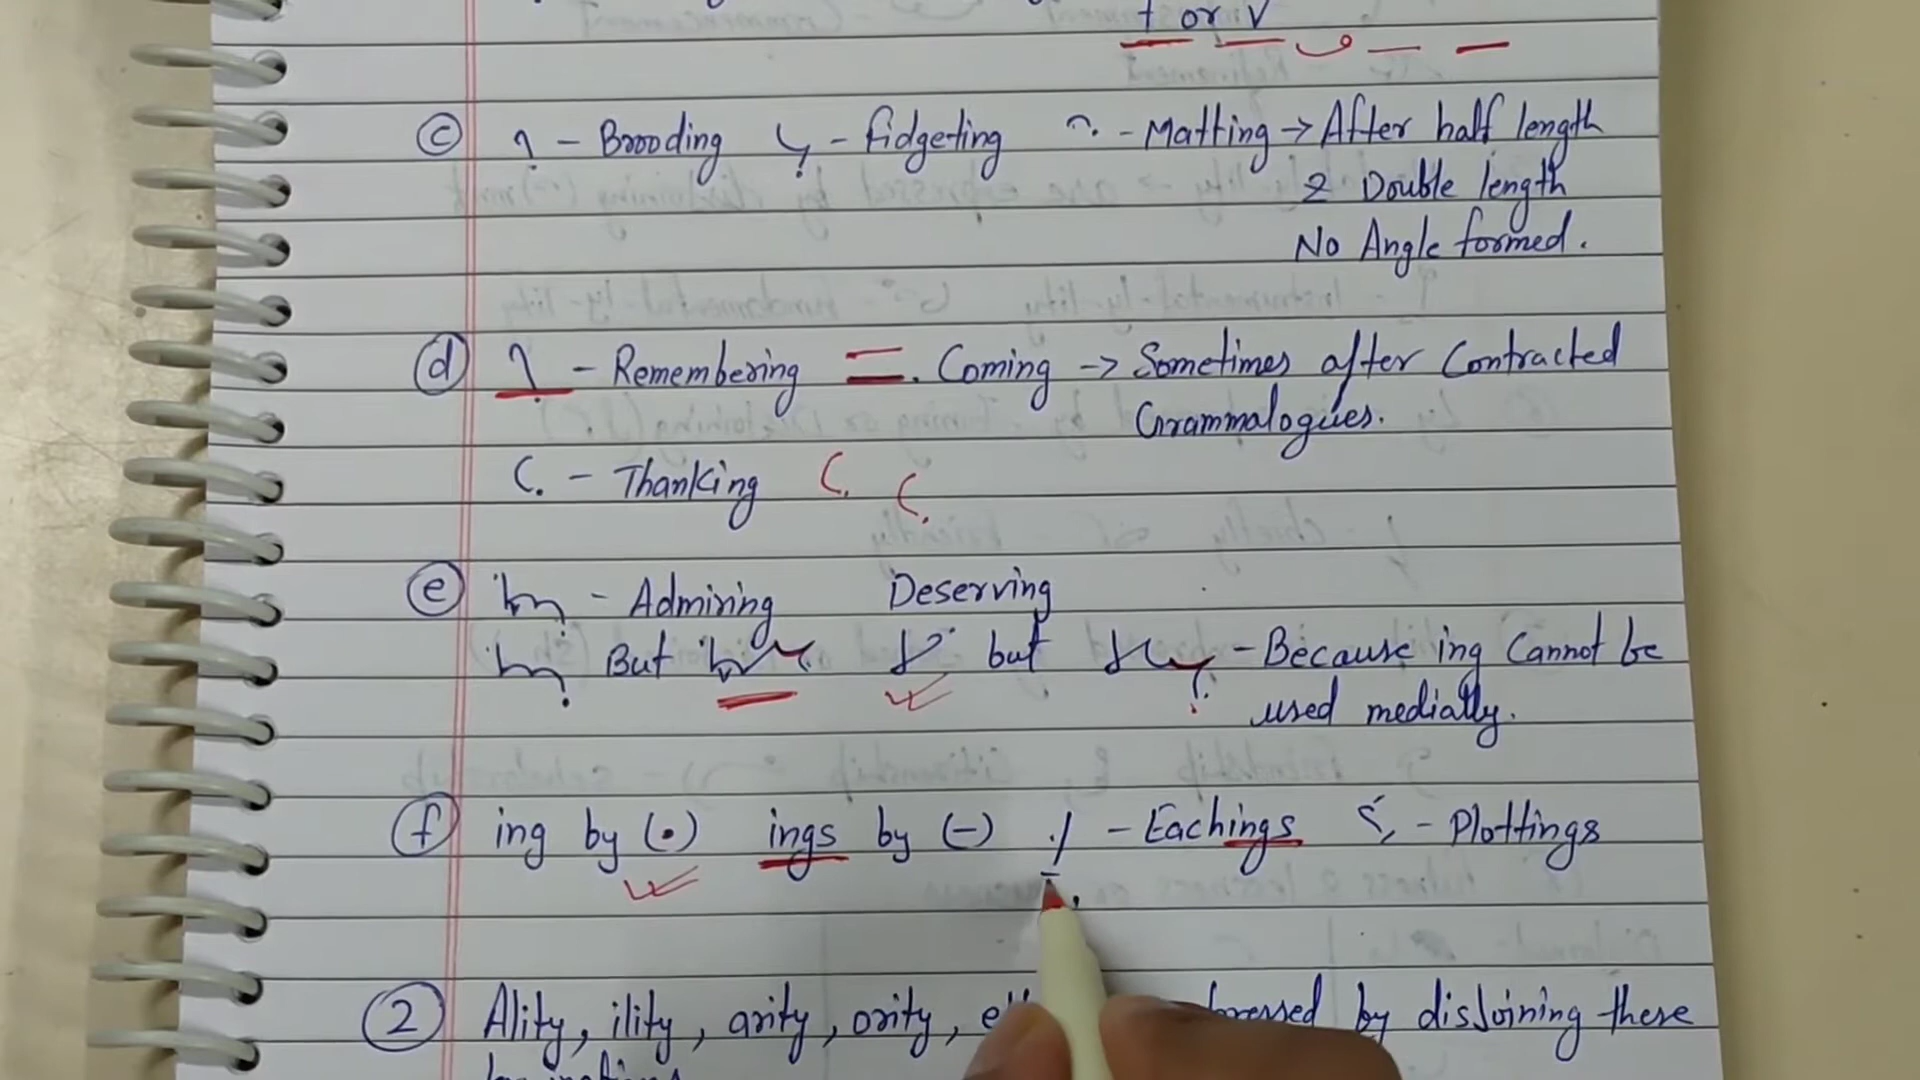 f or V
ⓒ - Brooding - fidgeting - Matting → After half length
& Double length
No Angle formed.
ⓓ - Remembering Coming → Sometimes after Contracted
Grammalogues.
- Thanking
ⓔ - Admiring Deserving
But but - Because ing Cannot be
used medially.
ⓕ ing by (•) ings by (-) - Eachings - Plottings
② Ality, ility, arity, ority, by disjoining these